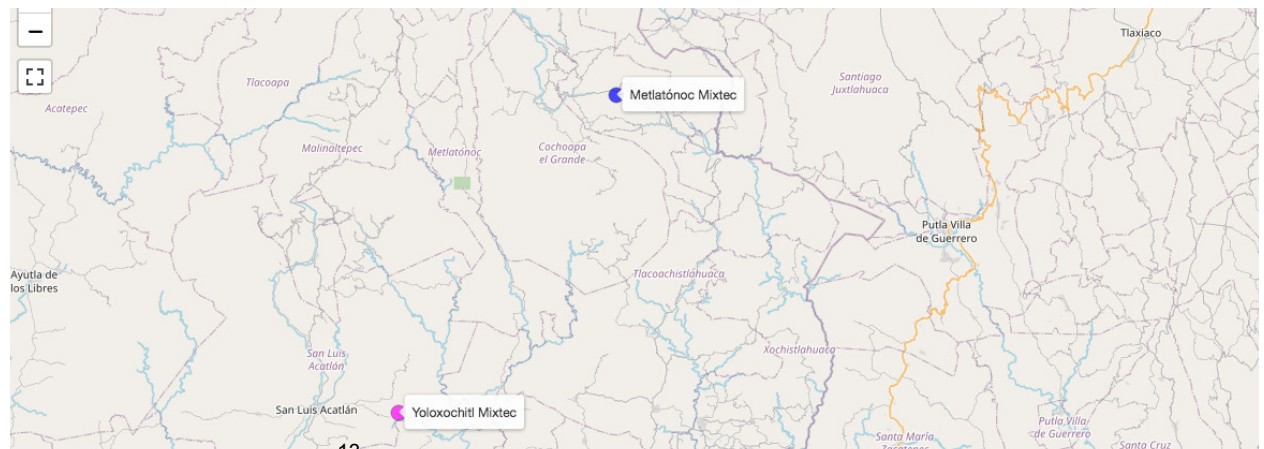 −
Tlaxiaco
Tlacoapa
Metlatónoc Mixtec
Santiago
Juxtlahuaca
Acatepec
Malinaltepec
Metlatónoc
Cochoapa
el Grande
Putla Villa
de Guerrero
Ayutla de
los Libres
Tlacoachistlahuaca
San Luis
Acatlán
Xochistlahuaca
San Luis Acatlán
Yoloxochitl Mixtec
Putla Villa
de Guerrero
Santa María
Zacatepec
Santa Cruz